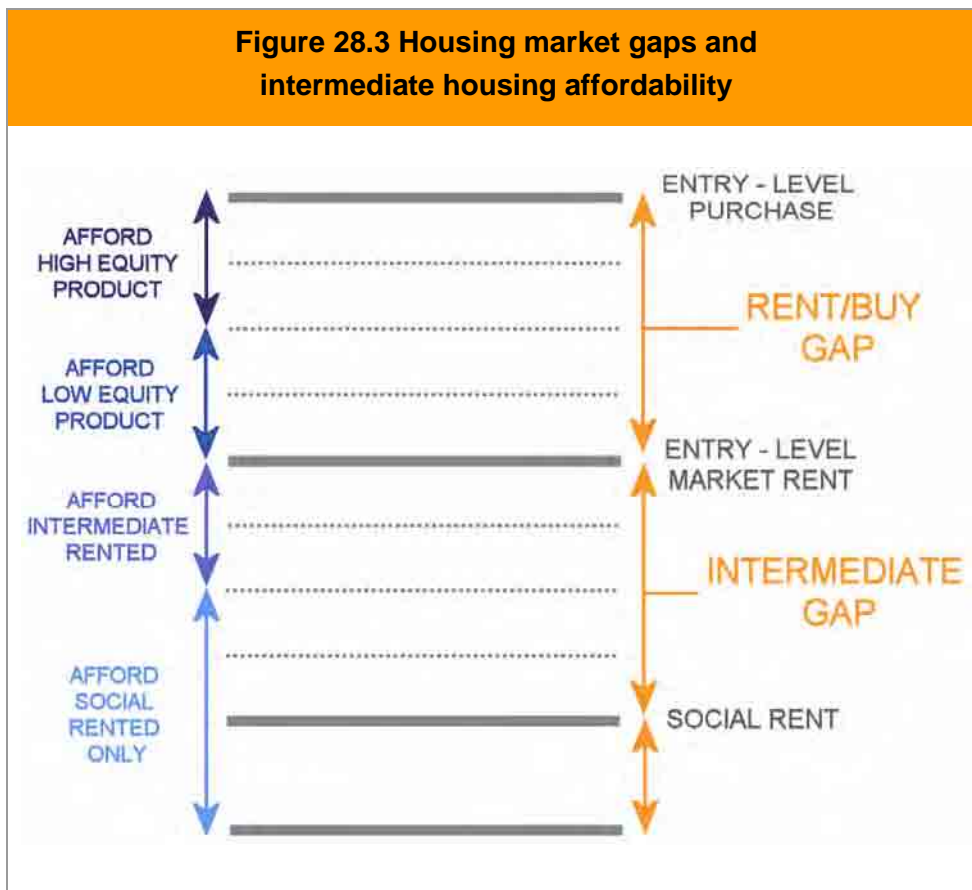 Figure 28.3 Housing market gaps and
intermediate housing affordability
ENTRY - LEVEL
PURCHASE
AFFORD
HIGH EQUITY
PRODUCT
RENT/BUY
GAP
AFFORD
LOW EQUITY
PRODUCT
ENTRY - LEVEL
MARKET RENT
AFFORD
INTERMEDIATE
RENTED
INTERMEDIATE
GAP
AFFORD
SOCIAL
RENTED
ONLY
SOCIAL RENT